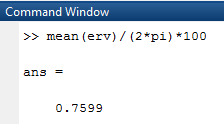 Command Window
>> mean(erv)/(2*pi)*100
ans =
0.7599